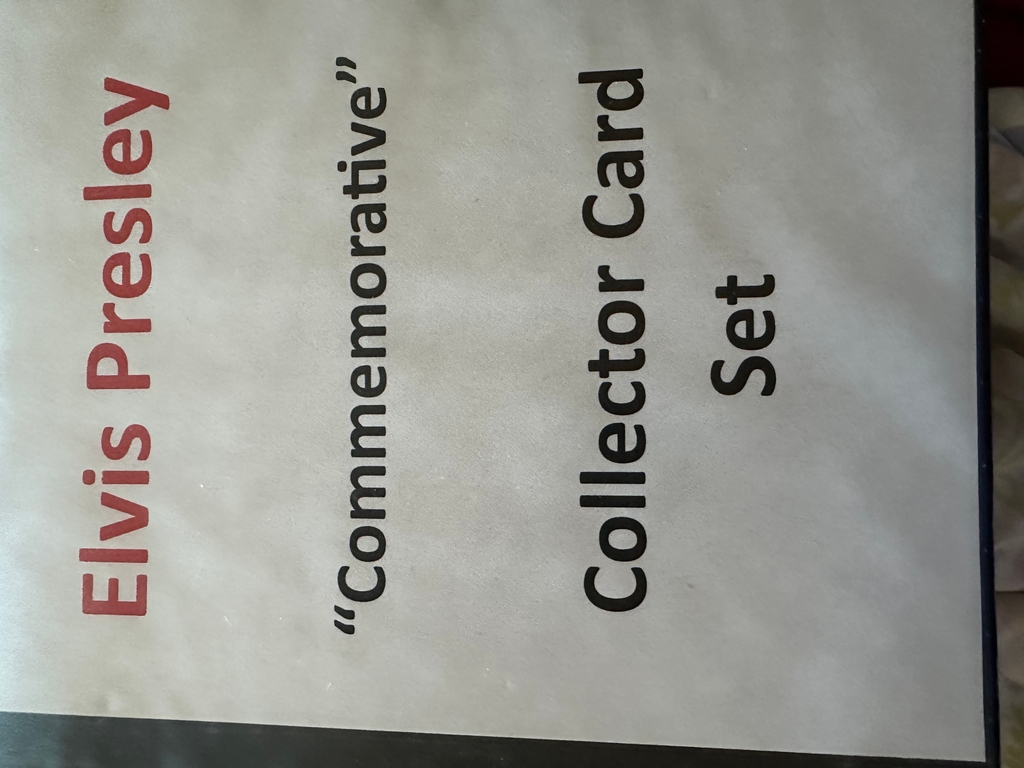 Elvis Presley
“Commemorative”
Collector Card
Set